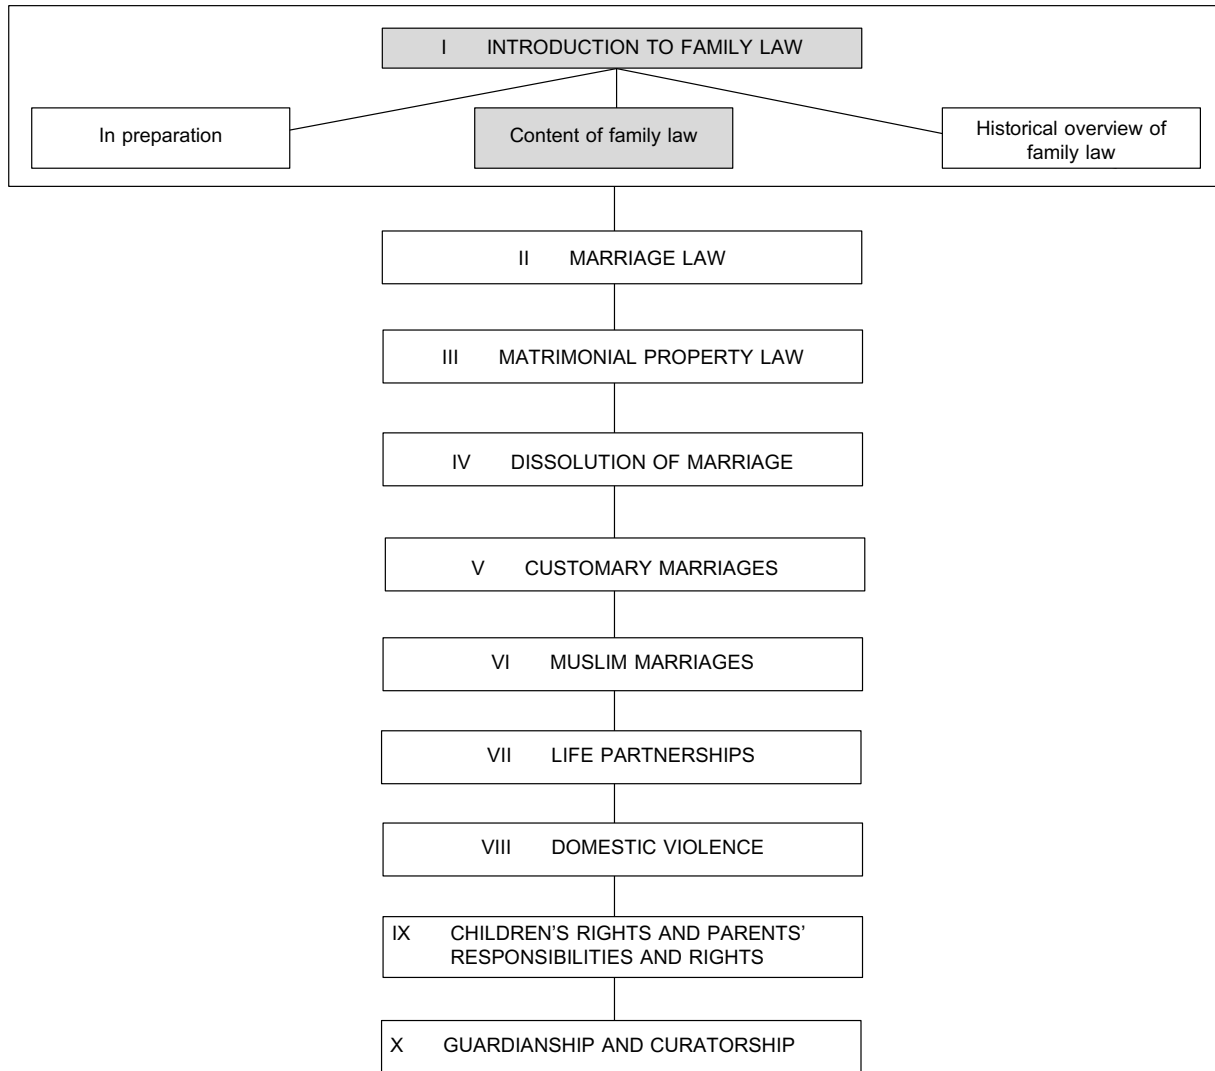 I INTRODUCTION TO FAMILY LAW
In preparation
Content of family law
Historical overview of
family law
II MARRIAGE LAW
III MATRIMONIAL PROPERTY LAW
IV DISSOLUTION OF MARRIAGE
V CUSTOMARY MARRIAGES
VI MUSLIM MARRIAGES
VII LIFE PARTNERSHIPS
VIII DOMESTIC VIOLENCE
IX CHILDREN’S RIGHTS AND PARENTS’
RESPONSIBILITIES AND RIGHTS
X GUARDIANSHIP AND CURATORSHIP